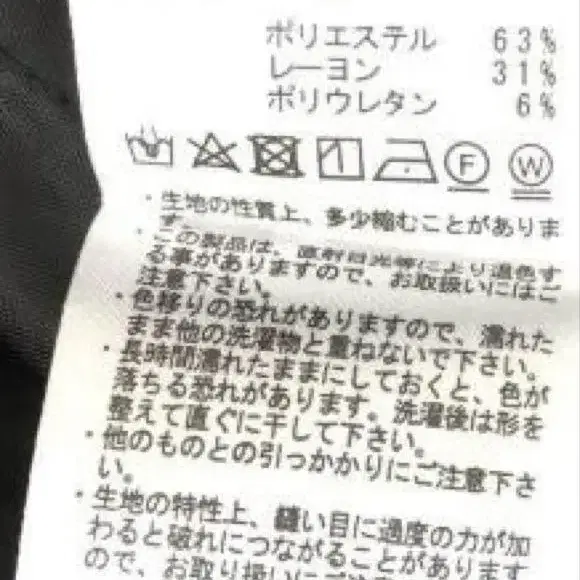 ポリエステル 63%
レーヨン 31%
ポリウレタン 6%
F W
・生地の性質上、多少縮むことがありま
す。
・この製品は、直射日光等により退色す
る事がありますので、お取扱いにはご
注意下さい。
・色移りの恐れがありますので、濡れた
まま他の洗濯物と重ねないで下さい。
・長時間濡れたままにしておくと、色が
落ちる恐れがあります。洗濯後は形を
整えて直ぐに干して下さい。
・他のものとの引っかかりにご注意下さ
い。
・生地の特性上、縫い目に過度の力が加
わると破れにつながることがあります
ので、お取り扱いにご